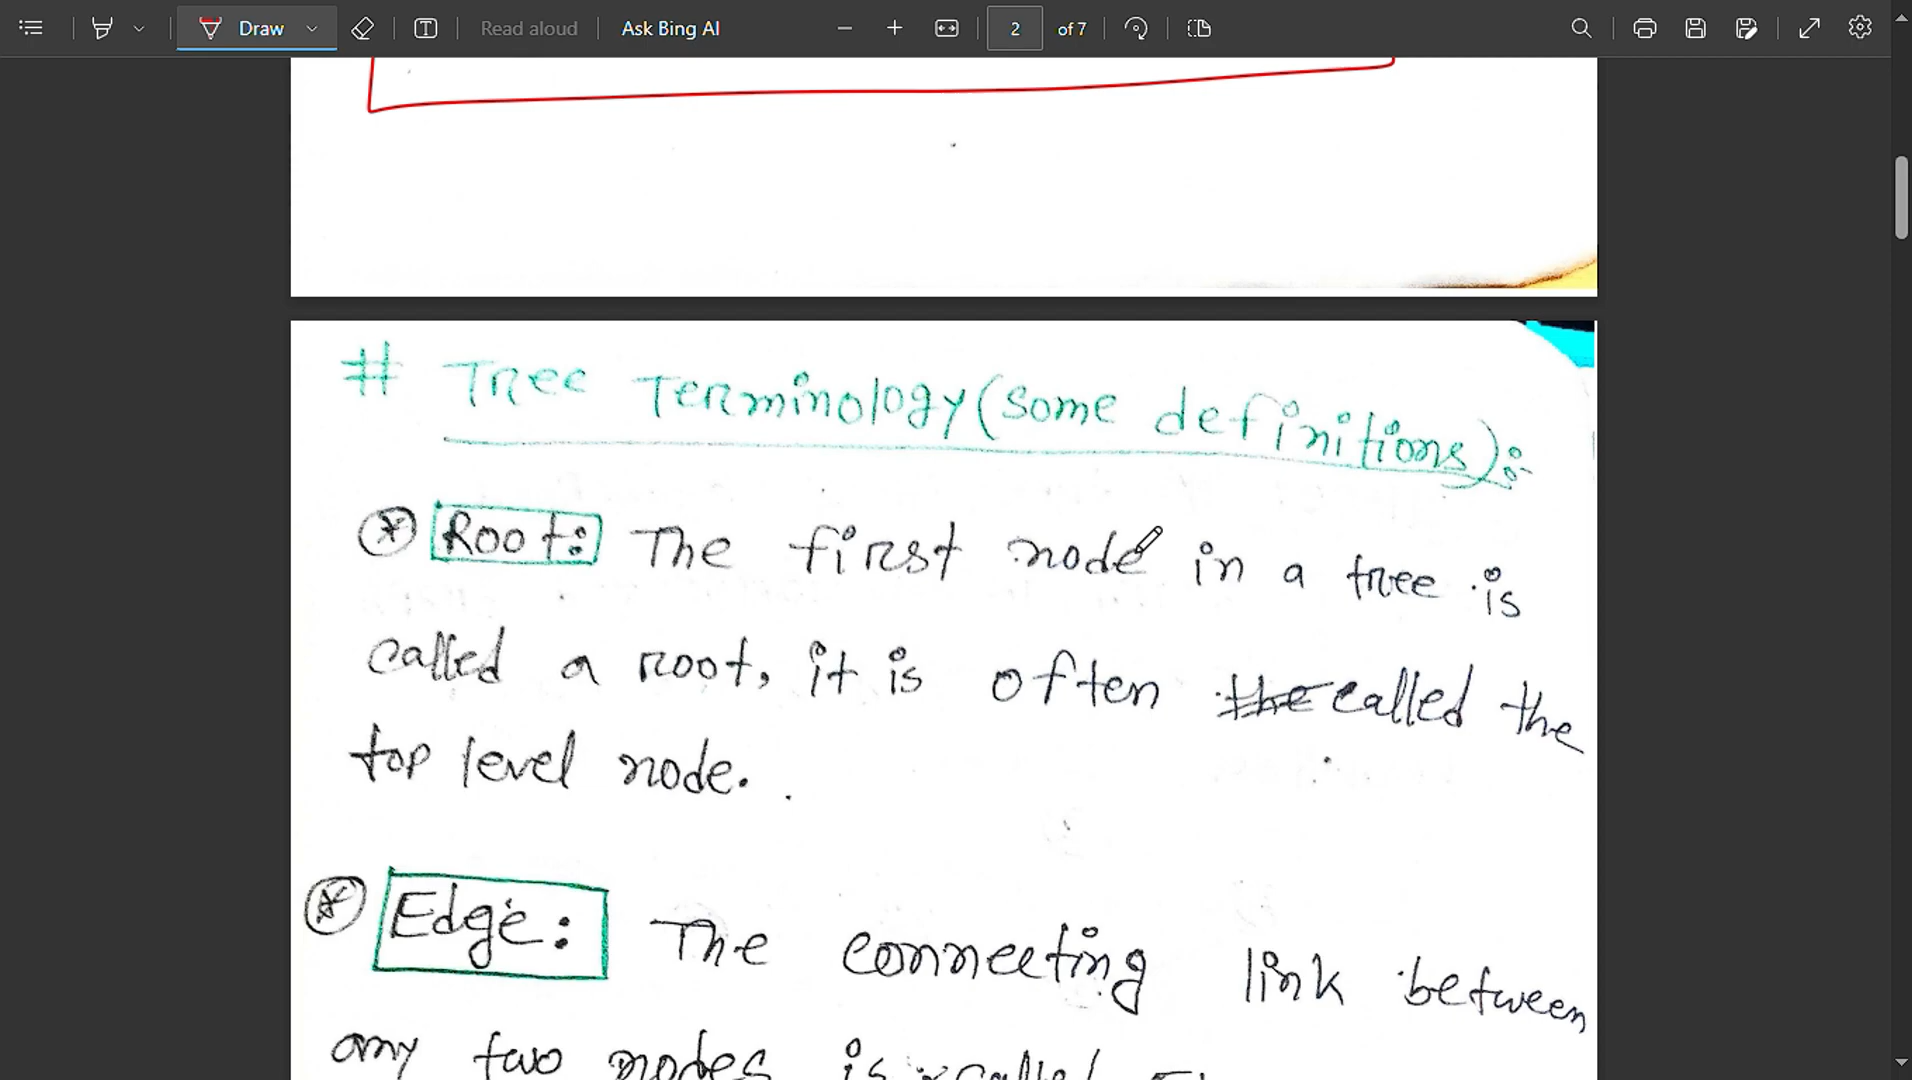 Draw
Read aloud
Ask Bing AI
2 of 7
# Tree Terminology (some definitions):-
* Root: The first node in a tree is
called a root, it is often the called the
top level node.
* Edge: The connecting link between
any two nodes is called